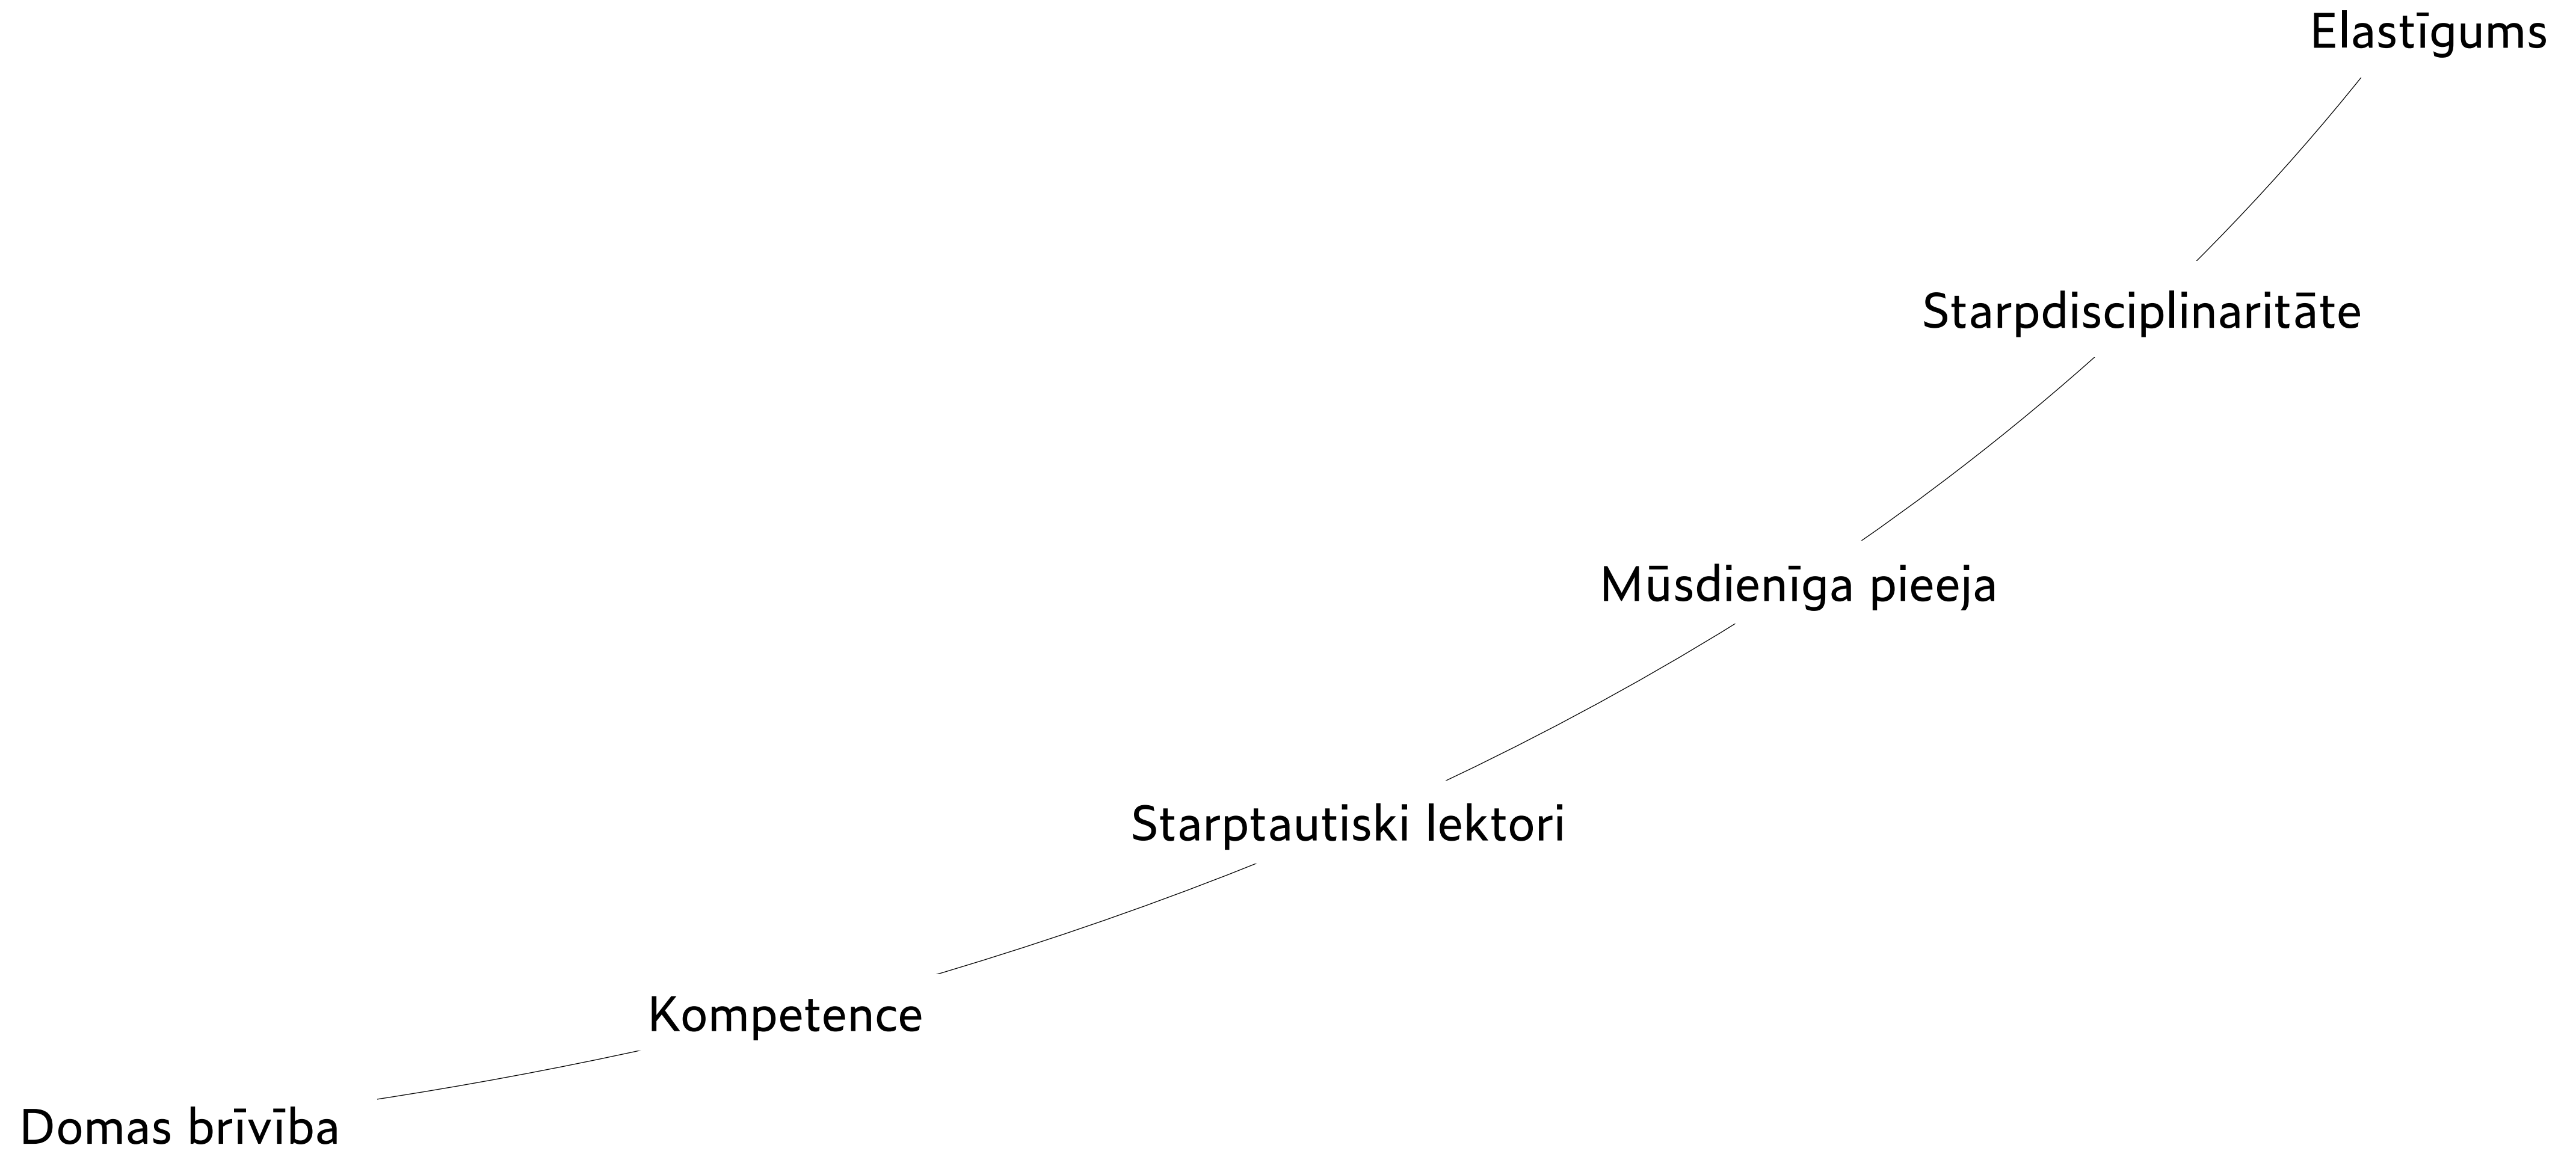 Elastīgums
Starpdisciplinaritāte
Mūsdienīga pieeja
Starptautiski lektori
Kompetence
Domas brīvība